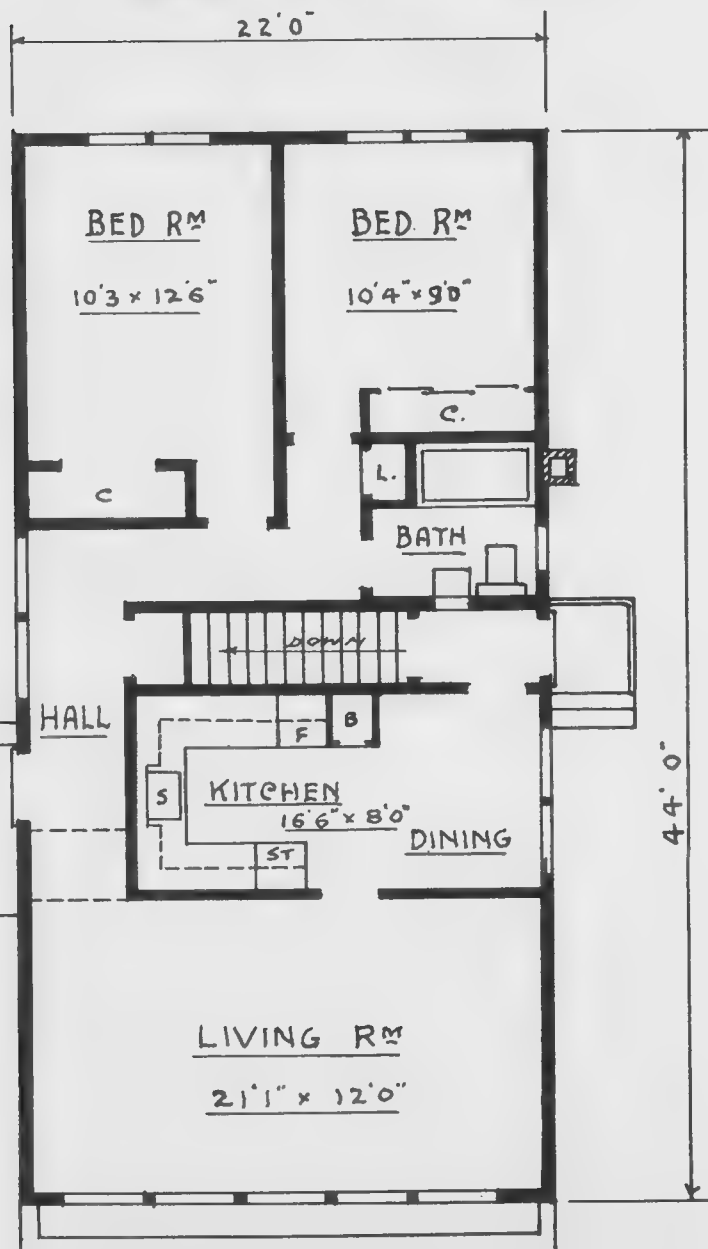 22'0"
BED RM
BED. RM
10'3 x 12'6"
10'4" x 9'0"
C.
C
L.
BATH
DOWN
HALL
F
B
S
KITCHEN
16'6" x 8'0"
DINING
ST
44'0"
LIVING RM
21'1" x 12'0"